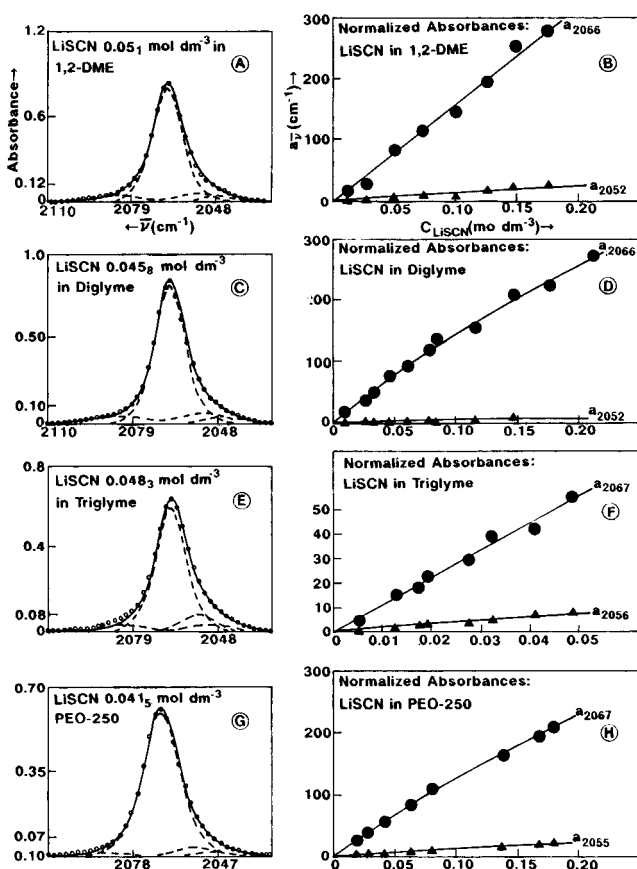 1.2
LiSCN 0.05₁ mol dm⁻³ in
1,2-DME
A
Absorbance→
0.6
0.12
0
2110
2079
2048
←ν̄(cm⁻¹)
300
Normalized Absorbances:
LiSCN in 1,2-DME
a₂₀₆₆
B
200
aν̄(cm⁻¹)→
100
0
a₂₀₅₂
0.05
0.10
0.15
0.20
C_LiSCN(mo dm⁻³)→
1.0
LiSCN 0.045₈ mol dm⁻³
in Diglyme
C
0.50
0.10
0
2110
2079
2048
300
Normalized Absorbances:
LiSCN in Diglyme
a₂₀₆₆
D
100
0
a₂₀₅₂
0
0.05
0.10
0.15
0.20
0.8
LiSCN 0.048₃ mol dm⁻³
in Triglyme
E
0.4
0.08
0
2079
2048
Normalized Absorbances:
LiSCN in Triglyme
a₂₀₆₇
F
50
40
30
20
10
0
a₂₀₅₆
0
0.01
0.02
0.03
0.04
0.05
0.70
LiSCN 0.041₅ mol dm⁻³
PEO-250
G
0.35
0.07
0.10
2078
2047
200
Normalized Absorbances:
LiSCN in PEO-250
a₂₀₆₇
H
200
100
0
a₂₀₅₅
0
0.05
0.10
0.15
0.20